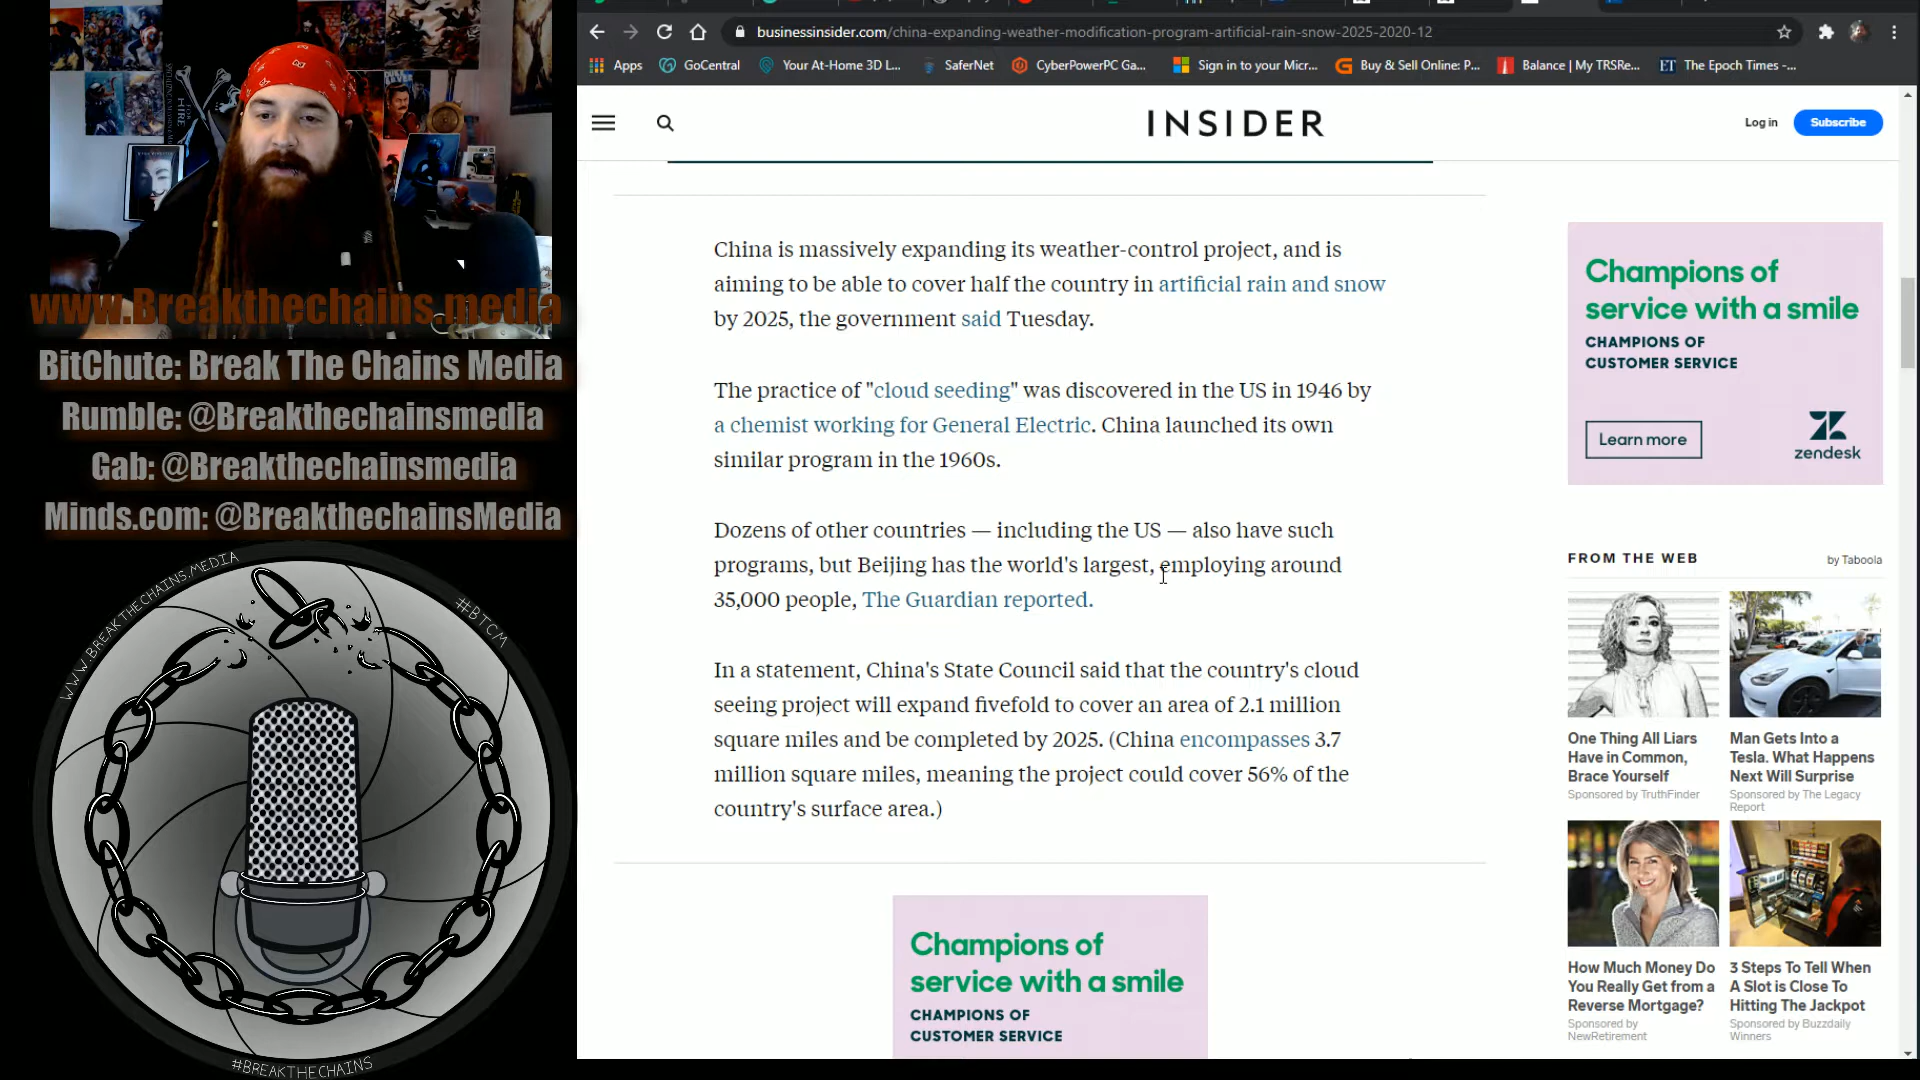 businessinsider.com/china-expanding-weather-modification-program-artificial-rain-snow-2025-2020-12
Apps
GoCentral
Your At-Home 3D L...
SaferNet
CyberPowerPC Ga...
Sign in to your Micr...
Buy & Sell Online: P...
Balance | My TRSRe...
ET The Epoch Times -...
INSIDER
Log in
Subscribe
China is massively expanding its weather-control project, and is
aiming to be able to cover half the country in artificial rain and snow
by 2025, the government said Tuesday.
The practice of "cloud seeding" was discovered in the US in 1946 by
a chemist working for General Electric. China launched its own
similar program in the 1960s.
Dozens of other countries — including the US — also have such
programs, but Beijing has the world's largest, employing around
35,000 people, The Guardian reported.
In a statement, China's State Council said that the country's cloud
seeing project will expand fivefold to cover an area of 2.1 million
square miles and be completed by 2025. (China encompasses 3.7
million square miles, meaning the project could cover 56% of the
country's surface area.)
Champions of
service with a smile
CHAMPIONS OF
CUSTOMER SERVICE
Champions of
service with a smile
CHAMPIONS OF
CUSTOMER SERVICE
Learn more
zendesk
FROM THE WEB
by Taboola
One Thing All Liars
Have in Common,
Brace Yourself
Sponsored by TruthFinder
Man Gets Into a
Tesla. What Happens
Next Will Surprise
Sponsored by The Legacy
Report
How Much Money Do
You Really Get from a
Reverse Mortgage?
Sponsored by
NewRetirement
3 Steps To Tell When
A Slot is Close To
Hitting The Jackpot
Sponsored by Buzzdaily
Winners
www.Breakthechains.media
BitChute: Break The Chains Media
Rumble: @Breakthechainsmedia
Gab: @Breakthechainsmedia
Minds.com: @BreakthechainsMedia
WWW.BREAKTHECHAINS.MEDIA
#BTCM
#BREAKTHECHAINS